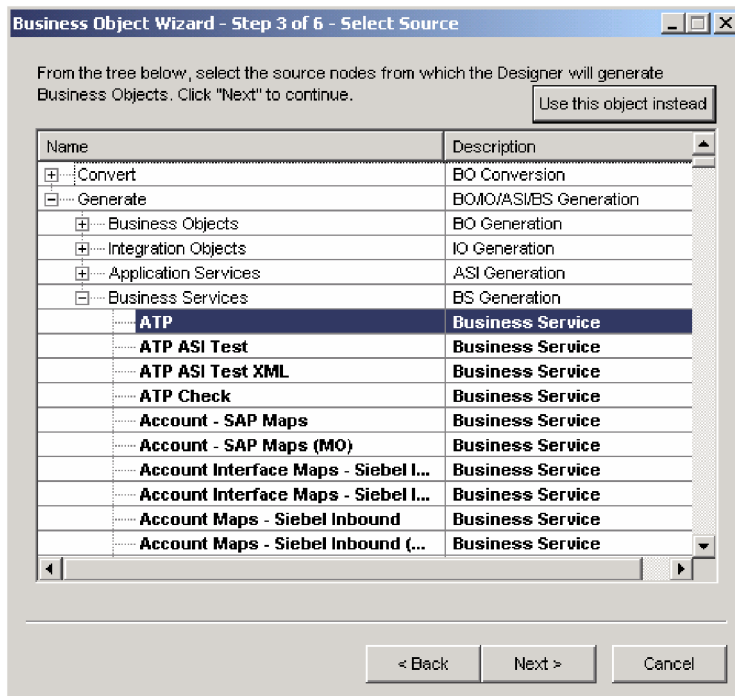 Business Object Wizard - Step 3 of 6 - Select Source
From the tree below, select the source nodes from which the Designer will generate
Business Objects. Click "Next" to continue.
Use this object instead
Name Description
Convert BO Conversion
Generate BO/IO/ASI/BS Generation
Business Objects BO Generation
Integration Objects IO Generation
Application Services ASI Generation
Business Services BS Generation
ATP Business Service
ATP ASI Test Business Service
ATP ASI Test XML Business Service
ATP Check Business Service
Account - SAP Maps Business Service
Account - SAP Maps (MO) Business Service
Account Interface Maps - Siebel I... Business Service
Account Interface Maps - Siebel I... Business Service
Account Maps - Siebel Inbound Business Service
Account Maps - Siebel Inbound (... Business Service
< Back Next > Cancel